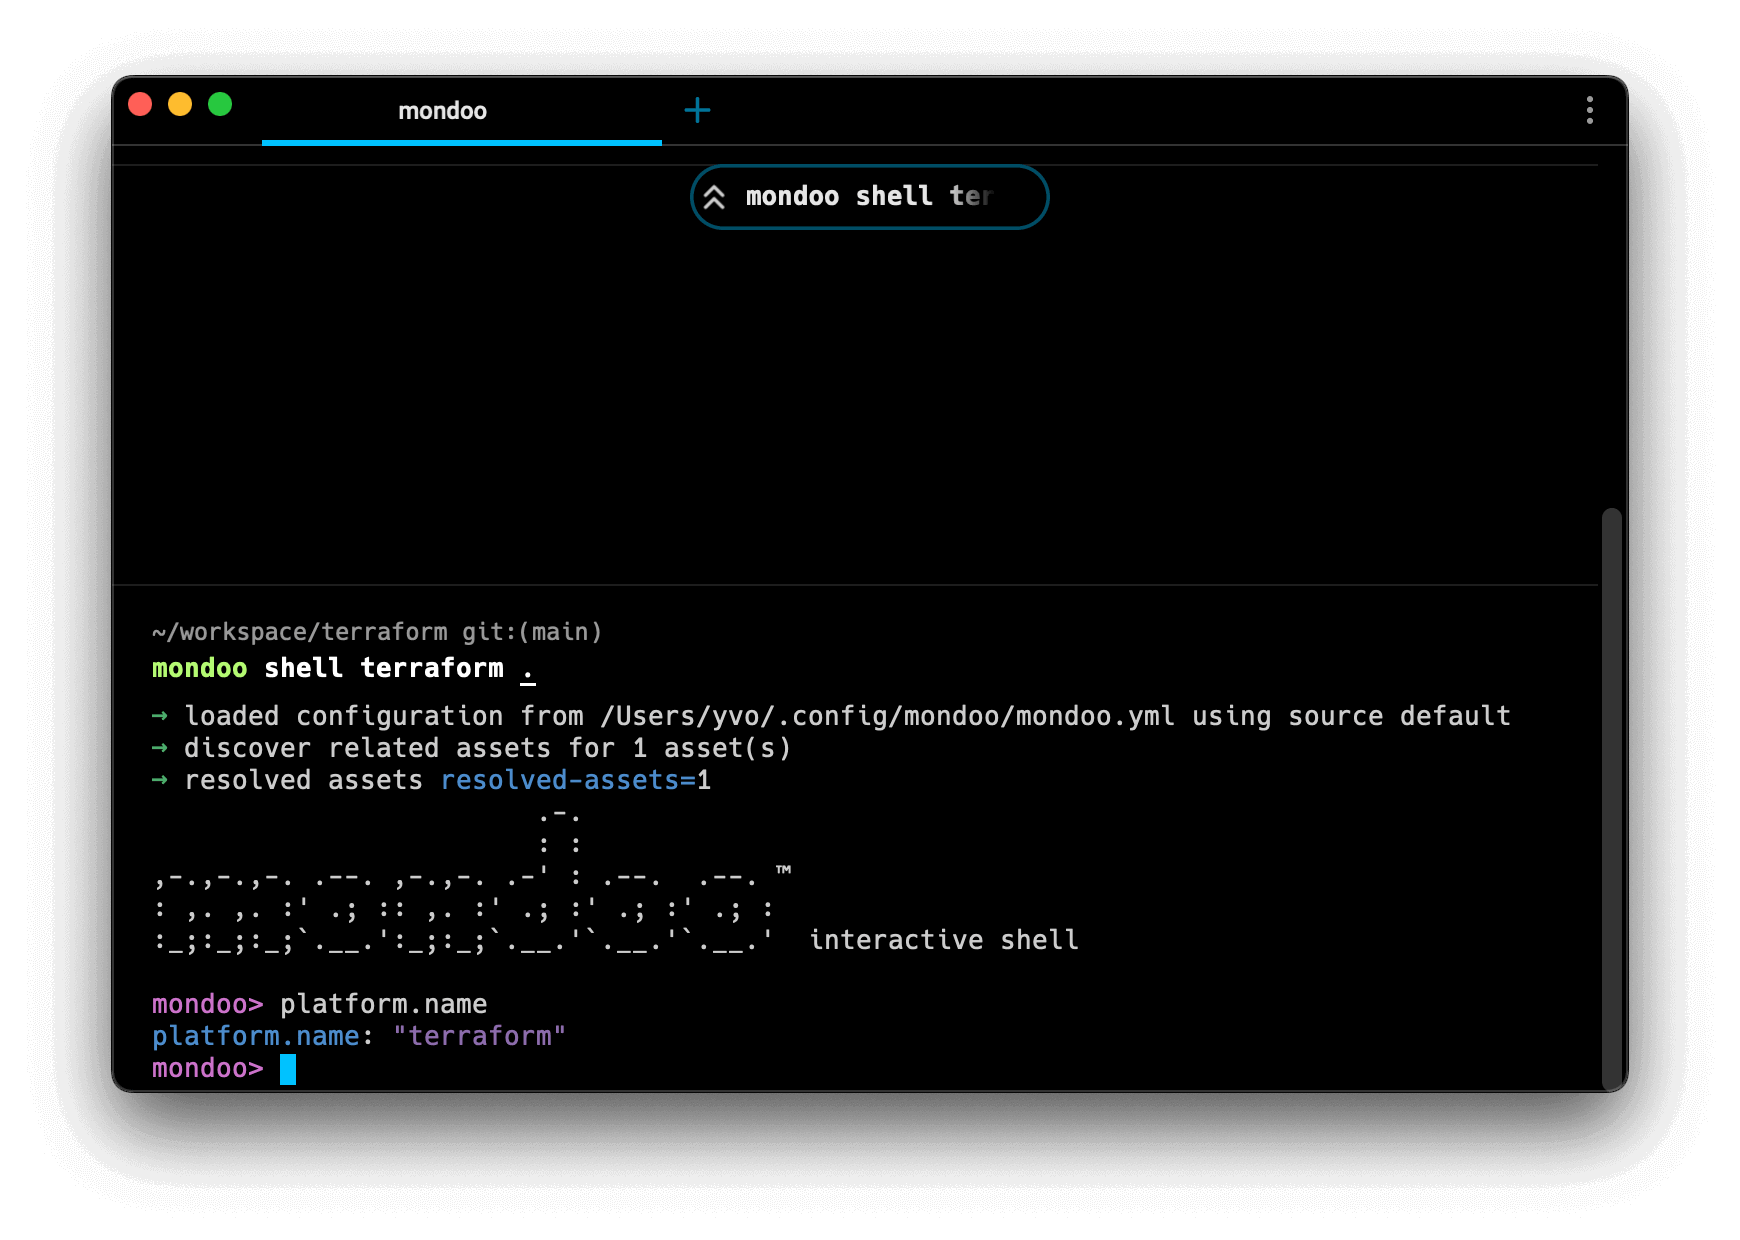 mondoo
mondoo shell ter
~/workspace/terraform git:(main)
mondoo shell terraform .
→ loaded configuration from /Users/yvo/.config/mondoo/mondoo.yml using source default
→ discover related assets for 1 asset(s)
→ resolved assets resolved-assets=1
                        .-.
                        : :
,-.,-.,-. .--. ,-.,-. .-' : .--.  .--. ™
: ,. ,. :' .; :: ,. :' .; :' .; :' .; :
:_;:_;:_;`.__.':_;:_;`.__.'`.__.'`.__.'  interactive shell
mondoo> platform.name
platform.name: "terraform"
mondoo>